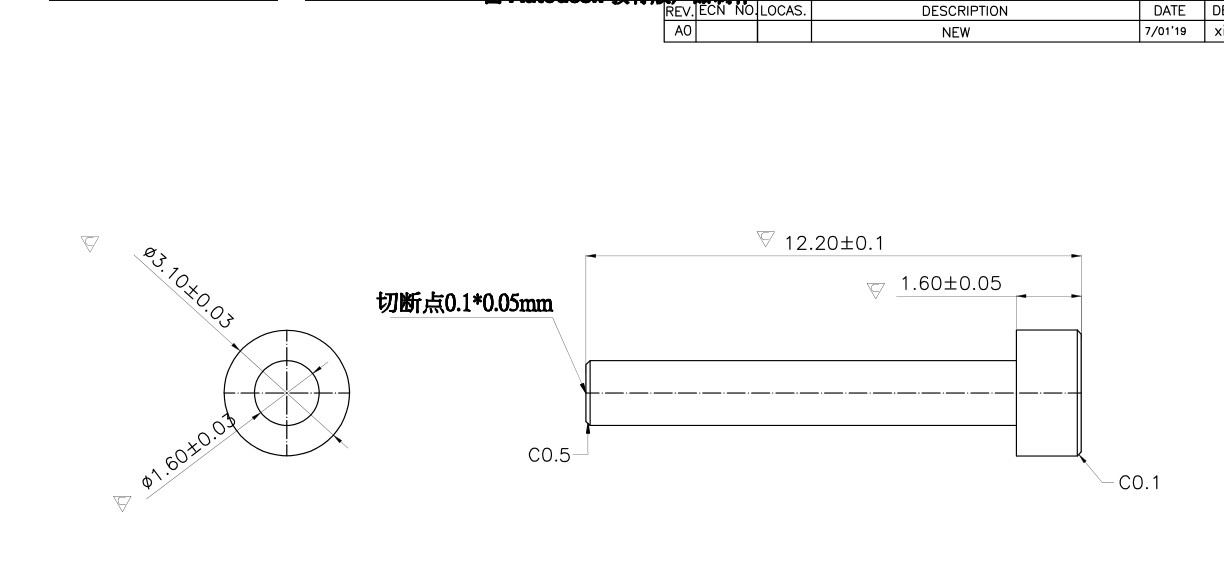 REV. ECN NO. LOCAS. DESCRIPTION DATE
A0 NEW 7/01'19
12.20±0.1
ø3.10±0.03
1.60±0.05
切断点0.1*0.05mm
ø1.60±0.03
C0.5
C0.1